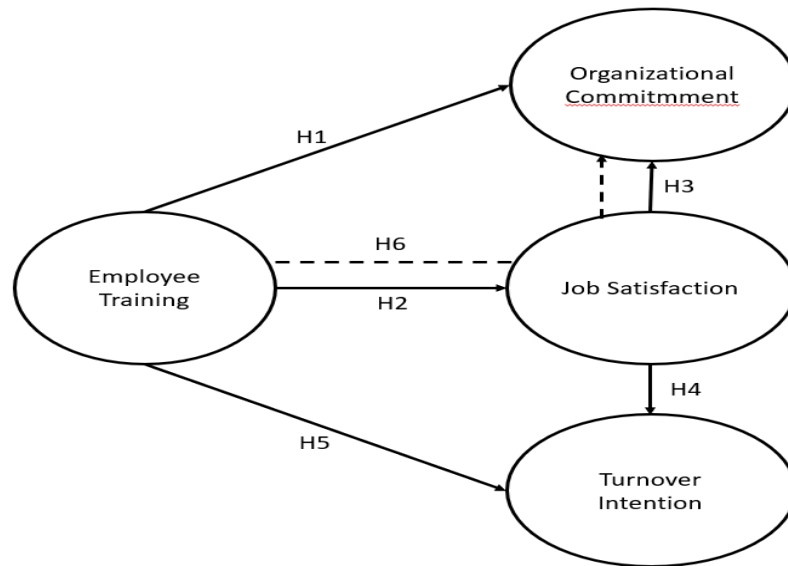 Organizational
Commitmment
H1
H3
H6
Employee
Training
Job Satisfaction
H2
H4
H5
Turnover
Intention